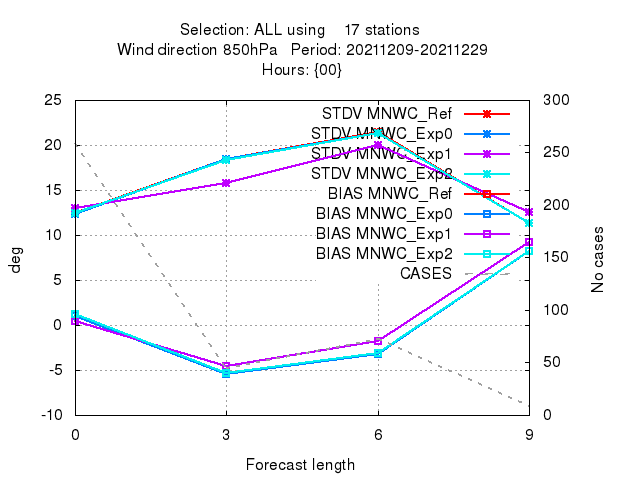 Selection: ALL using    17 stations
Wind direction 850hPa   Period: 20211209-20211229
Hours: {00}
25
20
15
10
5
0
-5
-10
deg
300
250
200
150
100
50
0
No cases
STDV MNWC_Ref
STDV MNWC_Exp0
STDV MNWC_Exp1
STDV MNWC_Exp2
BIAS MNWC_Ref
BIAS MNWC_Exp0
BIAS MNWC_Exp1
BIAS MNWC_Exp2
CASES
0 3 6 9
Forecast length